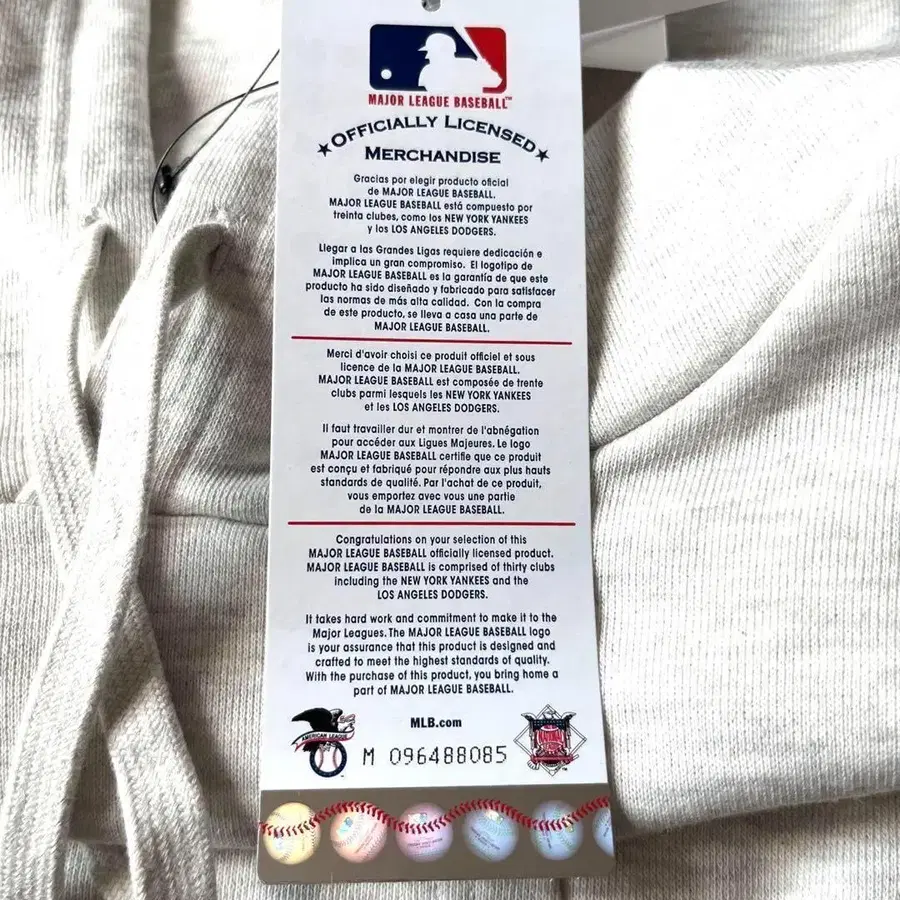 MAJOR LEAGUE BASEBALL™
★OFFICIALLY LICENSED★
MERCHANDISE
Gracias por elegir producto oficial
de MAJOR LEAGUE BASEBALL.
MAJOR LEAGUE BASEBALL está compuesto por
treinta clubes, como los NEW YORK YANKEES
y los LOS ANGELES DODGERS.
Llegar a las Grandes Ligas requiere dedicación e
implica un gran compromiso. El logotipo de
MAJOR LEAGUE BASEBALL es la garantía de que este
producto ha sido diseñado y fabricado para satisfacer
las normas de más alta calidad. Con la compra
de este producto, se lleva a casa una parte de
MAJOR LEAGUE BASEBALL.
Merci d'avoir choisi ce produit officiel et sous
licence de la MAJOR LEAGUE BASEBALL.
MAJOR LEAGUE BASEBALL est composée de trente
clubs parmi lesquels les NEW YORK YANKEES
et les LOS ANGELES DODGERS.
Il faut travailler dur et montrer de l'abnégation
pour accéder aux Ligues Majeures. Le logo
MAJOR LEAGUE BASEBALL certifie que ce produit
est conçu et fabriqué pour répondre aux plus hauts
standards de qualité. Par l'achat de ce produit,
vous emportez avec vous une partie
de la MAJOR LEAGUE BASEBALL.
Congratulations on your selection of this
MAJOR LEAGUE BASEBALL officially licensed product.
MAJOR LEAGUE BASEBALL is comprised of thirty clubs
including the NEW YORK YANKEES and the
LOS ANGELES DODGERS.
It takes hard work and commitment to make it to the
Major Leagues. The MAJOR LEAGUE BASEBALL logo
is your assurance that this product is designed and
crafted to meet the highest standards of quality.
With the purchase of this product, you bring home a
part of MAJOR LEAGUE BASEBALL.
MLB.com
AMERICAN LEAGUE
M 096488085